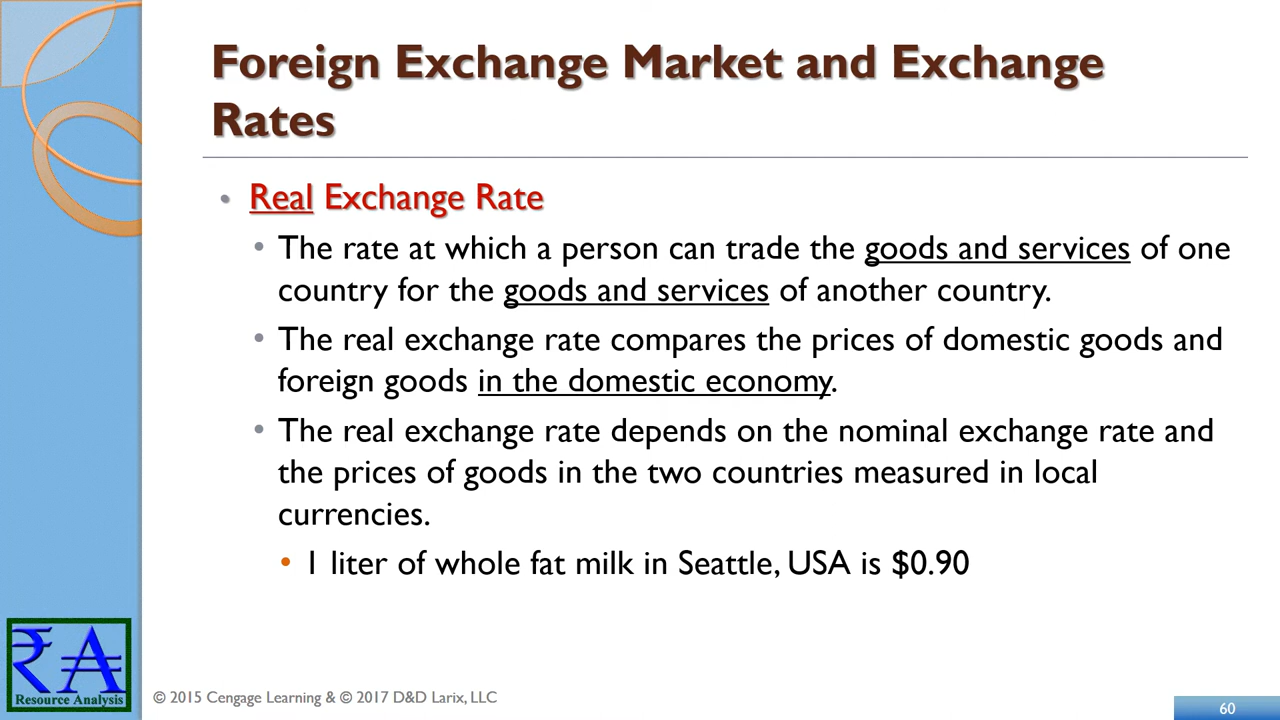 Foreign Exchange Market and Exchange
Rates
• Real Exchange Rate
• The rate at which a person can trade the goods and services of one
country for the goods and services of another country.
• The real exchange rate compares the prices of domestic goods and
foreign goods in the domestic economy.
• The real exchange rate depends on the nominal exchange rate and
the prices of goods in the two countries measured in local
currencies.
• 1 liter of whole fat milk in Seattle, USA is $0.90
₹ A
Resource Analysis
© 2015 Cengage Learning & © 2017 D&D Larix, LLC
60